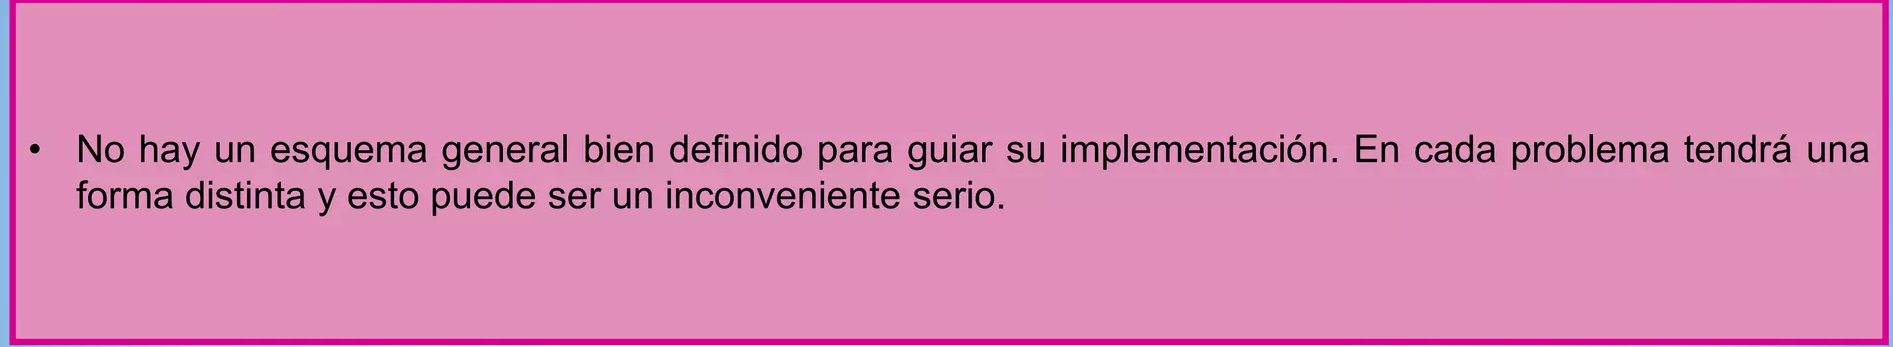 • No hay un esquema general bien definido para guiar su implementación. En cada problema tendrá una
forma distinta y esto puede ser un inconveniente serio.